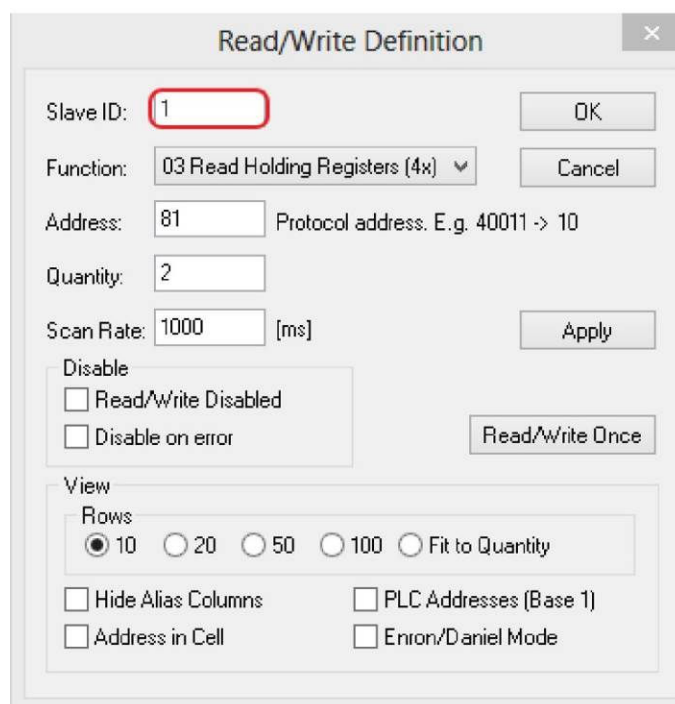 Read/Write Definition
Slave ID: 1 OK
Function: 03 Read Holding Registers (4x) Cancel
Address: 81 Protocol address. E.g. 40011 -> 10
Quantity: 2
Scan Rate: 1000 [ms] Apply
Disable
Read/Write Disabled
Disable on error
Read/Write Once
View
Rows
10 20 50 100 Fit to Quantity
Hide Alias Columns PLC Addresses (Base 1)
Address in Cell Enron/Daniel Mode